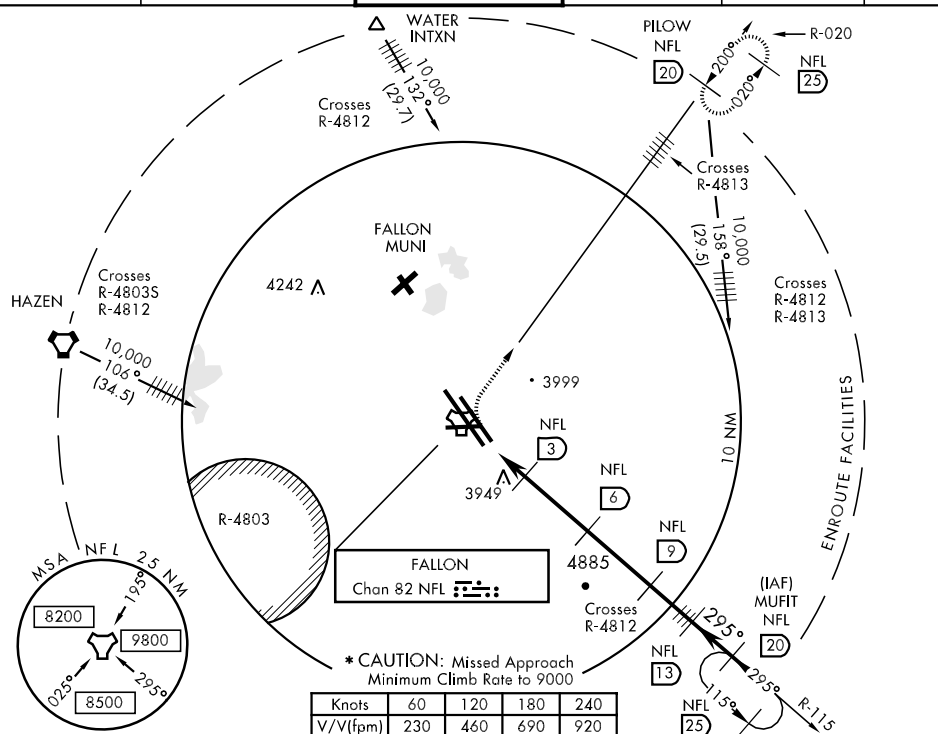 WATER
INTXN
10,000
132°
(29.7)
Crosses
R-4812
PILOW
NFL
20
200°
020°
R-020
NFL
25
Crosses
R-4813
10,000
158°
(29.5)
Crosses
R-4812
R-4813
FALLON
MUNI
4242
HAZEN
Crosses
R-4803S
R-4812
10,000
106°
(34.5)
3999
10 NM
ENROUTE FACILITIES
NFL
3
3949
NFL
6
R-4803
4885
NFL
9
FALLON
Chan 82 NFL
Crosses
R-4812
(IAF)
MUFIT
NFL
20
295°
NFL
13
295°
115°
R-115
NFL
25
MSA NFL 25 NM
195°
8200
9800
025°
295°
8500
* CAUTION: Missed Approach
Minimum Climb Rate to 9000
Knots 60 120 180 240
V/V(fpm) 230 460 690 920